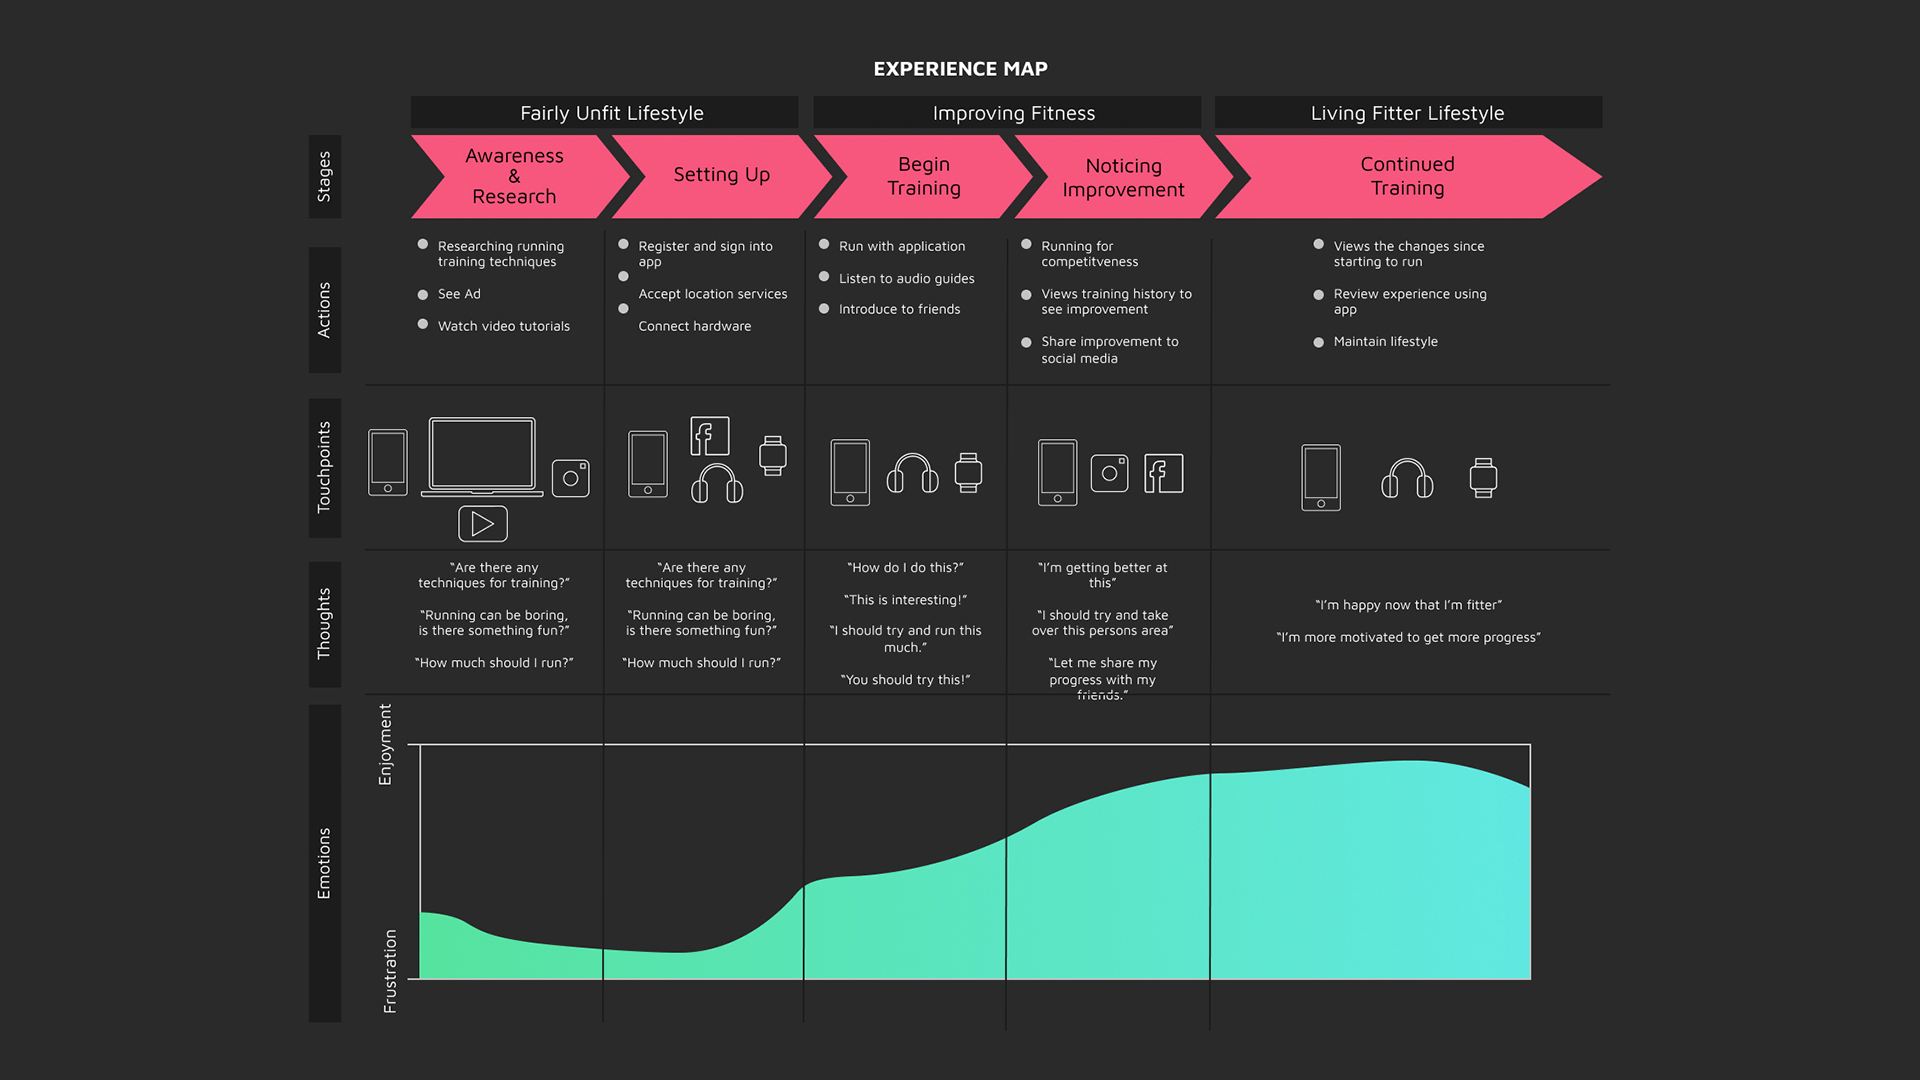 EXPERIENCE MAP
Fairly Unfit Lifestyle
Improving Fitness
Living Fitter Lifestyle
Stages
Awareness
&
Research
Setting Up
Begin
Training
Noticing
Improvement
Continued
Training
Actions
Researching running
training techniques
See Ad
Watch video tutorials
Register and sign into
app
Accept location services
Connect hardware
Run with application
Listen to audio guides
Introduce to friends
Running for
competitveness
Views training history to
see improvement
Share improvement to
social media
Views the changes since
starting to run
Review experience using
app
Maintain lifestyle
Touchpoints
Thoughts
“Are there any
techniques for training?”
“Running can be boring,
is there something fun?”
“How much should I run?”
“Are there any
techniques for training?”
“Running can be boring,
is there something fun?”
“How much should I run?”
“How do I do this?”
“This is interesting!”
“I should try and run this
much.”
“You should try this!”
“I’m getting better at
this”
“I should try and take
over this persons area”
“Let me share my
progress with my
friends.”
“I’m happy now that I’m fitter”
“I’m more motivated to get more progress”
Emotions
Enjoyment
Frustration